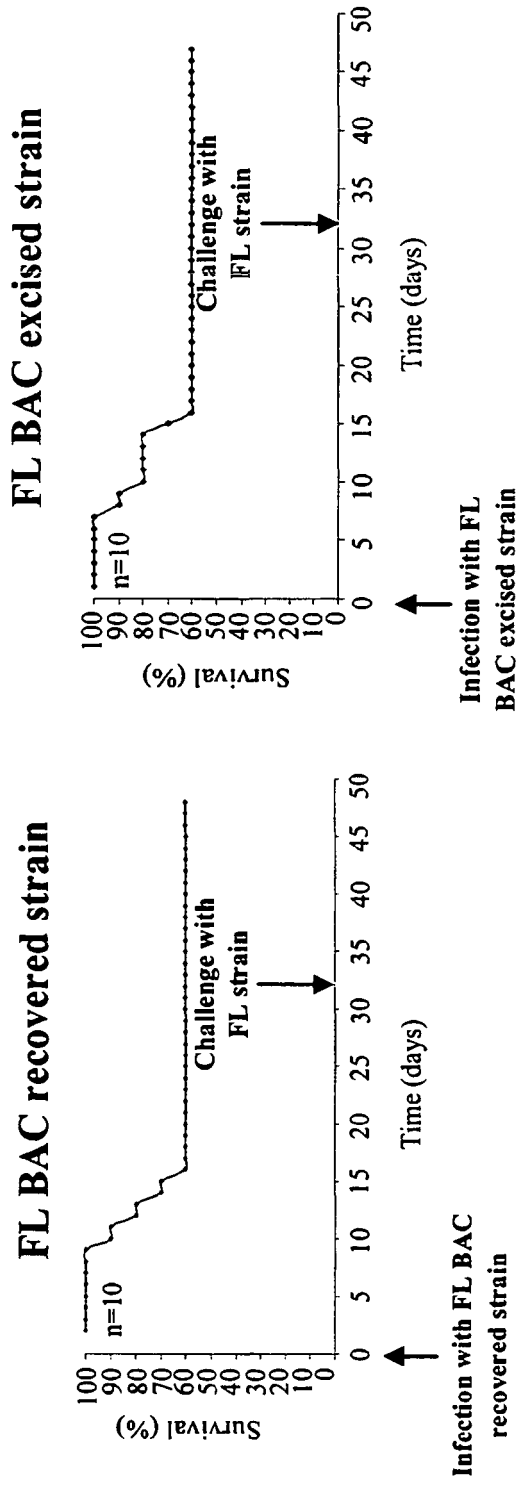 FL BAC recovered strain
Survival (%)
100
90
80
70
60
50
40
30
20
10
0
n=10
Challenge with
FL strain
0 5 10 15 20 25 30 35 40 45 50
Time (days)
Infection with FL BAC
recovered strain
FL BAC excised strain
Survival (%)
100
90
80
70
60
50
40
30
20
10
0
n=10
Challenge with
FL strain
0 5 10 15 20 25 30 35 40 45 50
Time (days)
Infection with FL
BAC excised strain